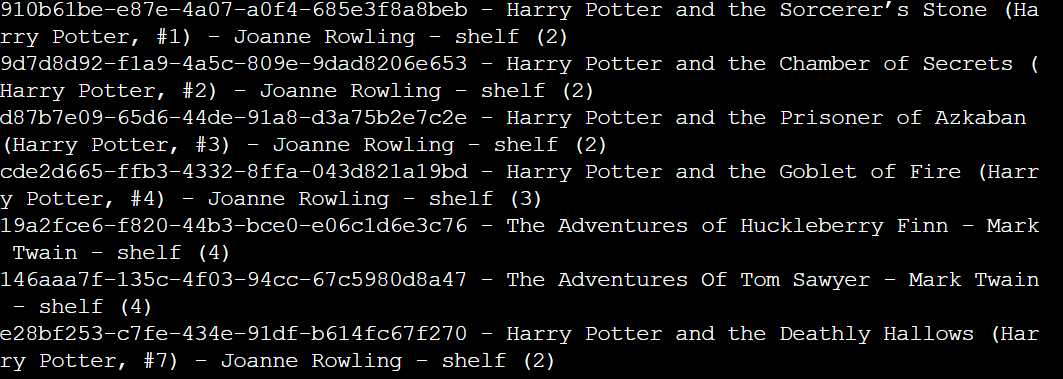 910b61be-e87e-4a07-a0f4-685e3f8a8beb - Harry Potter and the Sorcerer’s Stone (Ha
rry Potter, #1) - Joanne Rowling - shelf (2)
9d7d8d92-f1a9-4a5c-809e-9dad8206e653 - Harry Potter and the Chamber of Secrets (
Harry Potter, #2) - Joanne Rowling - shelf (2)
d87b7e09-65d6-44de-91a8-d3a75b2e7c2e - Harry Potter and the Prisoner of Azkaban
(Harry Potter, #3) - Joanne Rowling - shelf (2)
cde2d665-ffb3-4332-8ffa-043d821a19bd - Harry Potter and the Goblet of Fire (Harr
y Potter, #4) - Joanne Rowling - shelf (3)
19a2fce6-f820-44b3-bce0-e06c1d6e3c76 - The Adventures of Huckleberry Finn - Mark
 Twain - shelf (4)
146aaa7f-135c-4f03-94cc-67c5980d8a47 - The Adventures Of Tom Sawyer - Mark Twain
 - shelf (4)
e28bf253-c7fe-434e-91df-b614fc67f270 - Harry Potter and the Deathly Hallows (Har
ry Potter, #7) - Joanne Rowling - shelf (2)